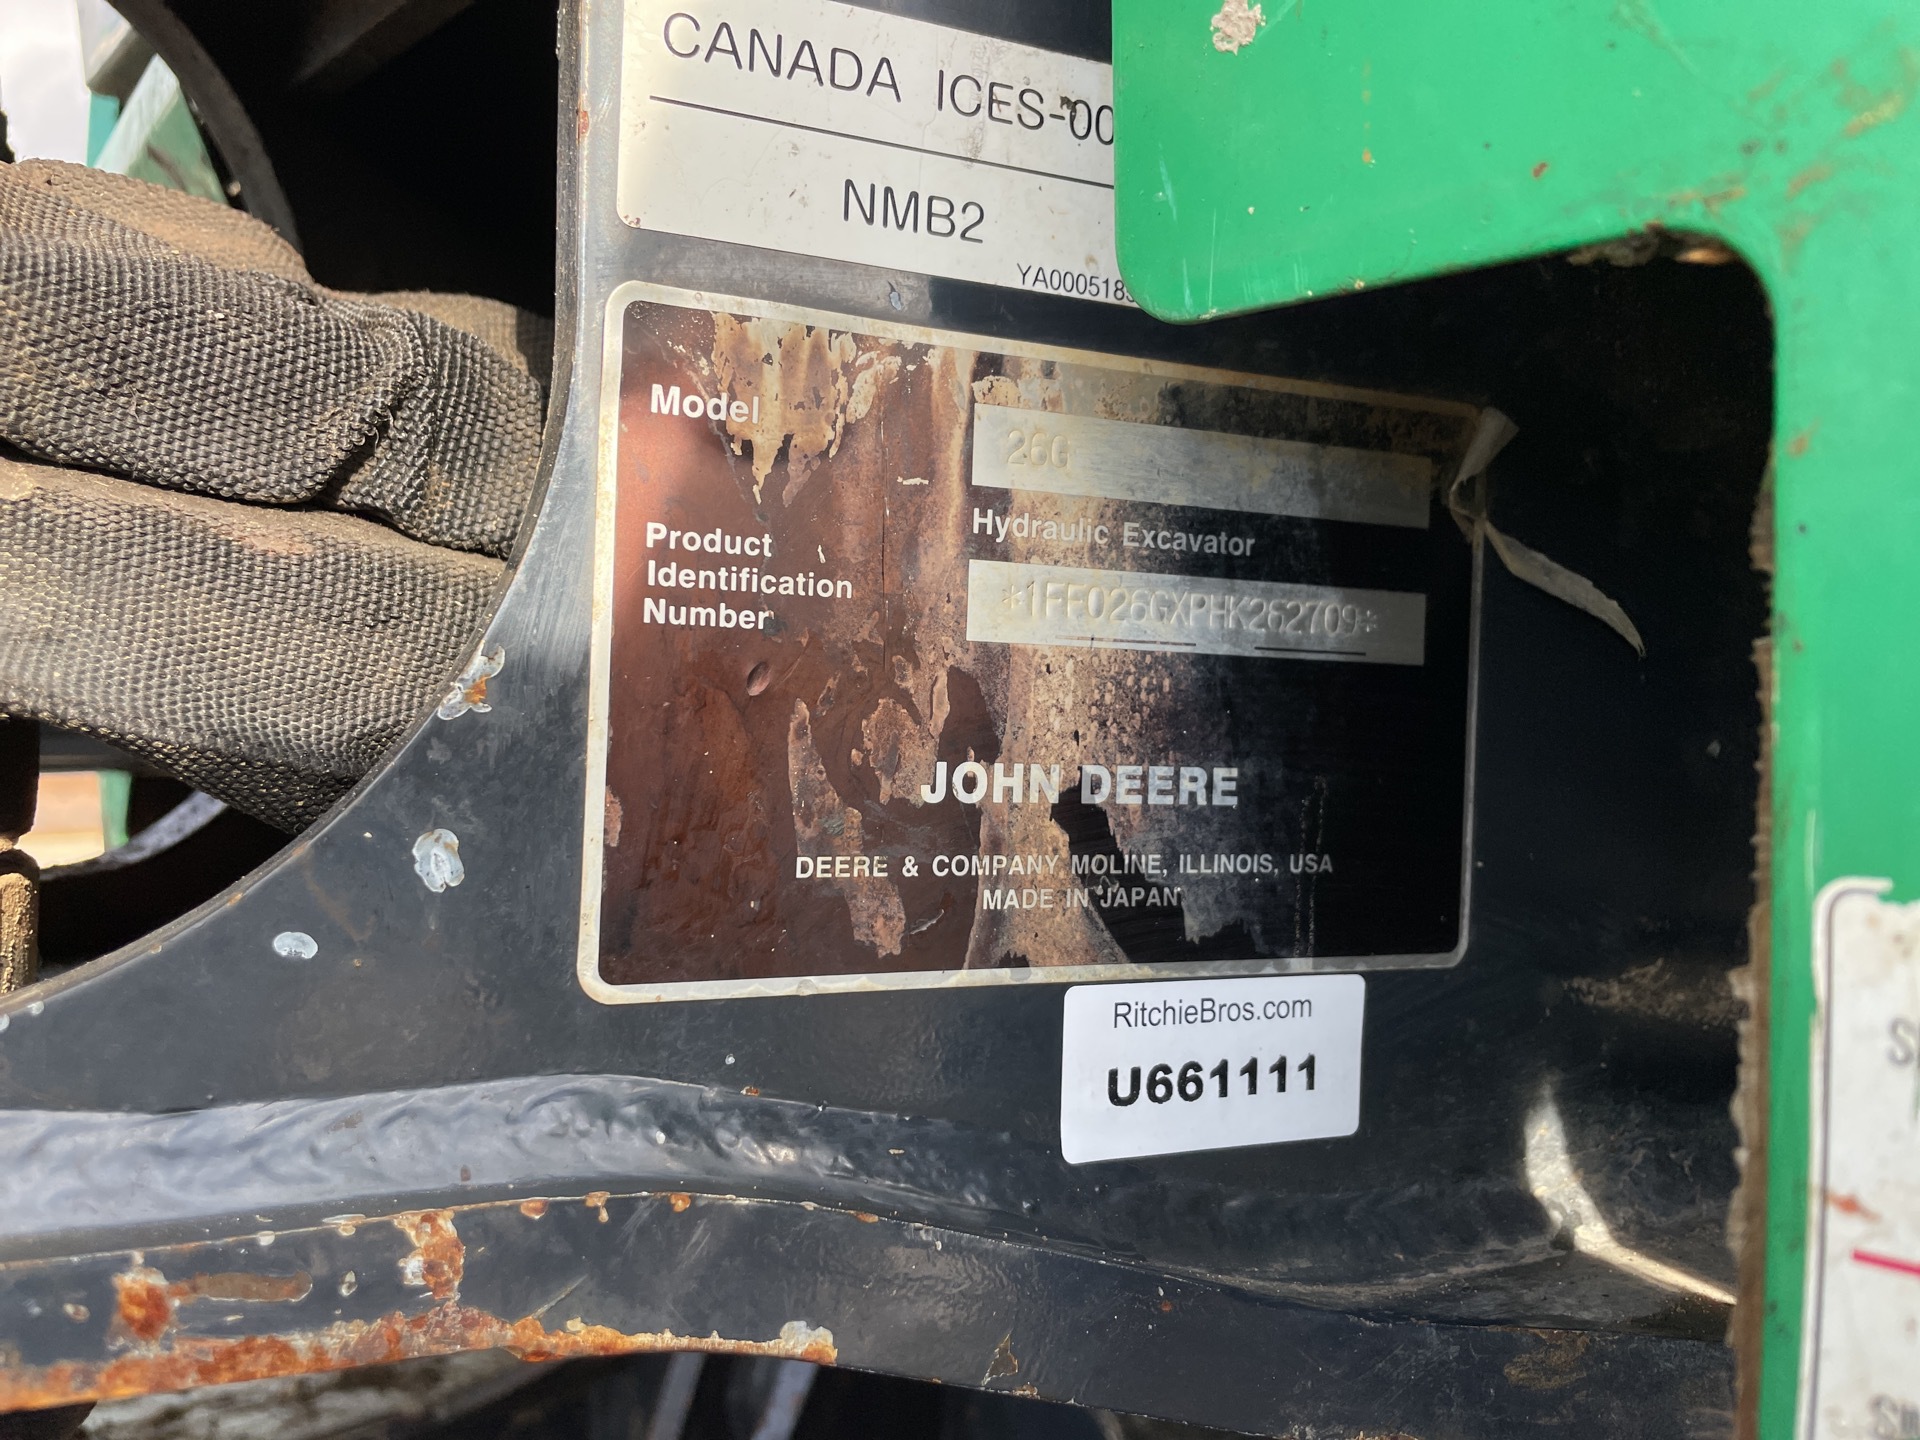 CANADA ICES-00
NMB2
YA000518
Model
26G
Hydraulic Excavator
Product
Identification
Number
*1FF026GXPHK262709*
JOHN DEERE
DEERE & COMPANY MOLINE, ILLINOIS, USA
MADE IN JAPAN
RitchieBros.com
U661111